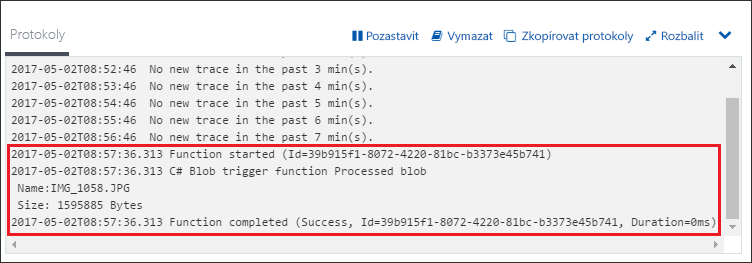 Protokoly
Pozastavit
Vymazat
Zkopírovat protokoly
Rozbalit
2017-05-02T08:52:46  No new trace in the past 3 min(s).
2017-05-02T08:53:46  No new trace in the past 4 min(s).
2017-05-02T08:54:46  No new trace in the past 5 min(s).
2017-05-02T08:55:46  No new trace in the past 6 min(s).
2017-05-02T08:56:46  No new trace in the past 7 min(s).
2017-05-02T08:57:36.313 Function started (Id=39b915f1-8072-4220-81bc-b3373e45b741)
2017-05-02T08:57:36.313 C# Blob trigger function Processed blob
Name:IMG_1058.JPG
Size: 1595885 Bytes
2017-05-02T08:57:36.313 Function completed (Success, Id=39b915f1-8072-4220-81bc-b3373e45b741, Duration=0ms)